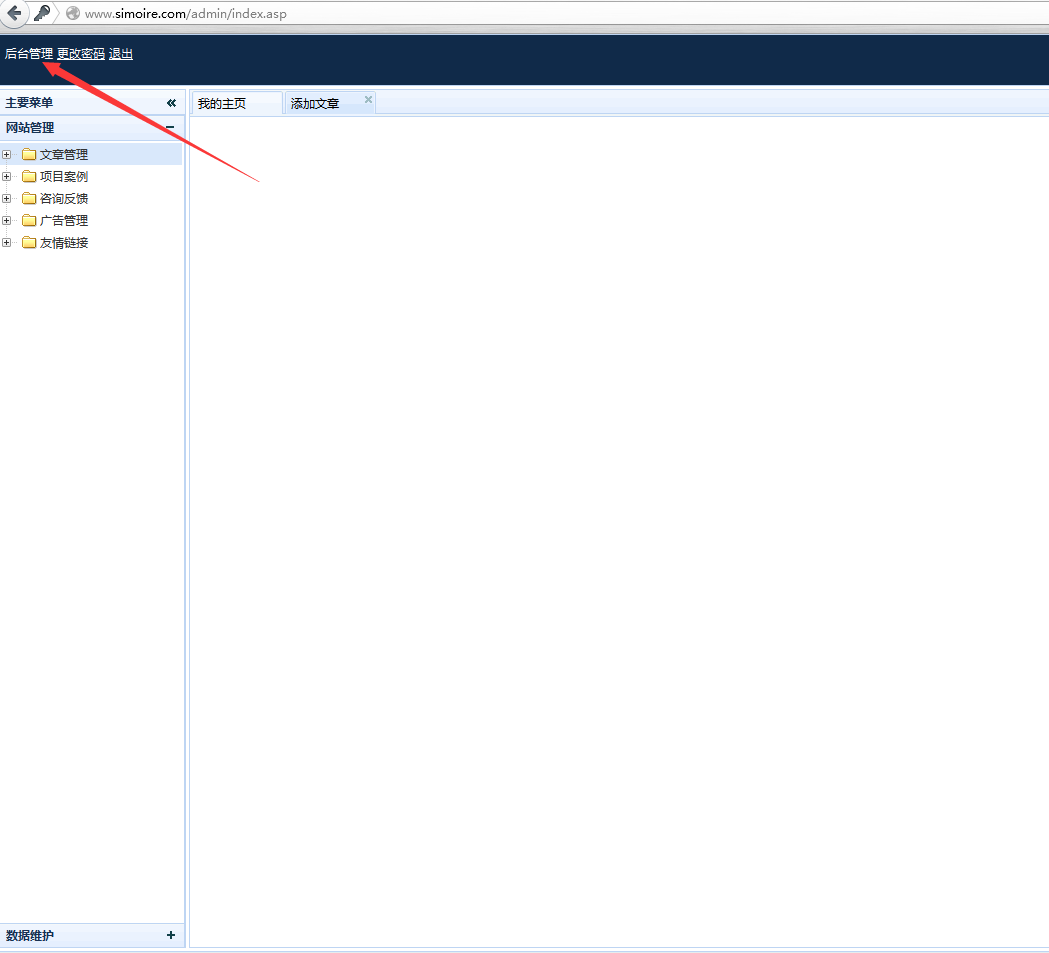 www.simoire.com/admin/index.asp
后台管理 更改密码 退出
主要菜单
我的主页 添加文章
网站管理
文章管理
项目案例
咨询反馈
广告管理
友情链接
数据维护